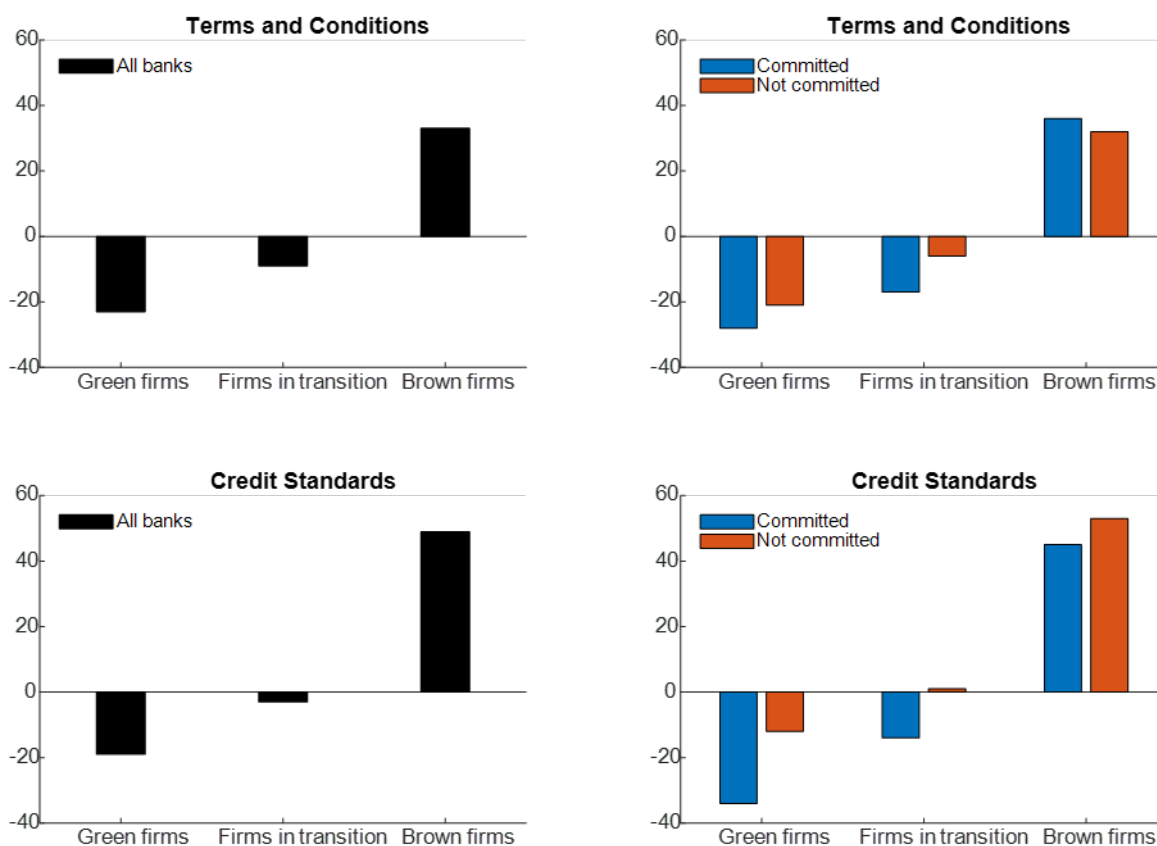 Terms and Conditions
60
40
20
0
-20
-40
All banks
Green firms Firms in transition Brown firms
Terms and Conditions
60
40
20
0
-20
-40
Committed
Not committed
Green firms Firms in transition Brown firms
Credit Standards
60
40
20
0
-20
-40
All banks
Green firms Firms in transition Brown firms
Credit Standards
60
40
20
0
-20
-40
Committed
Not committed
Green firms Firms in transition Brown firms